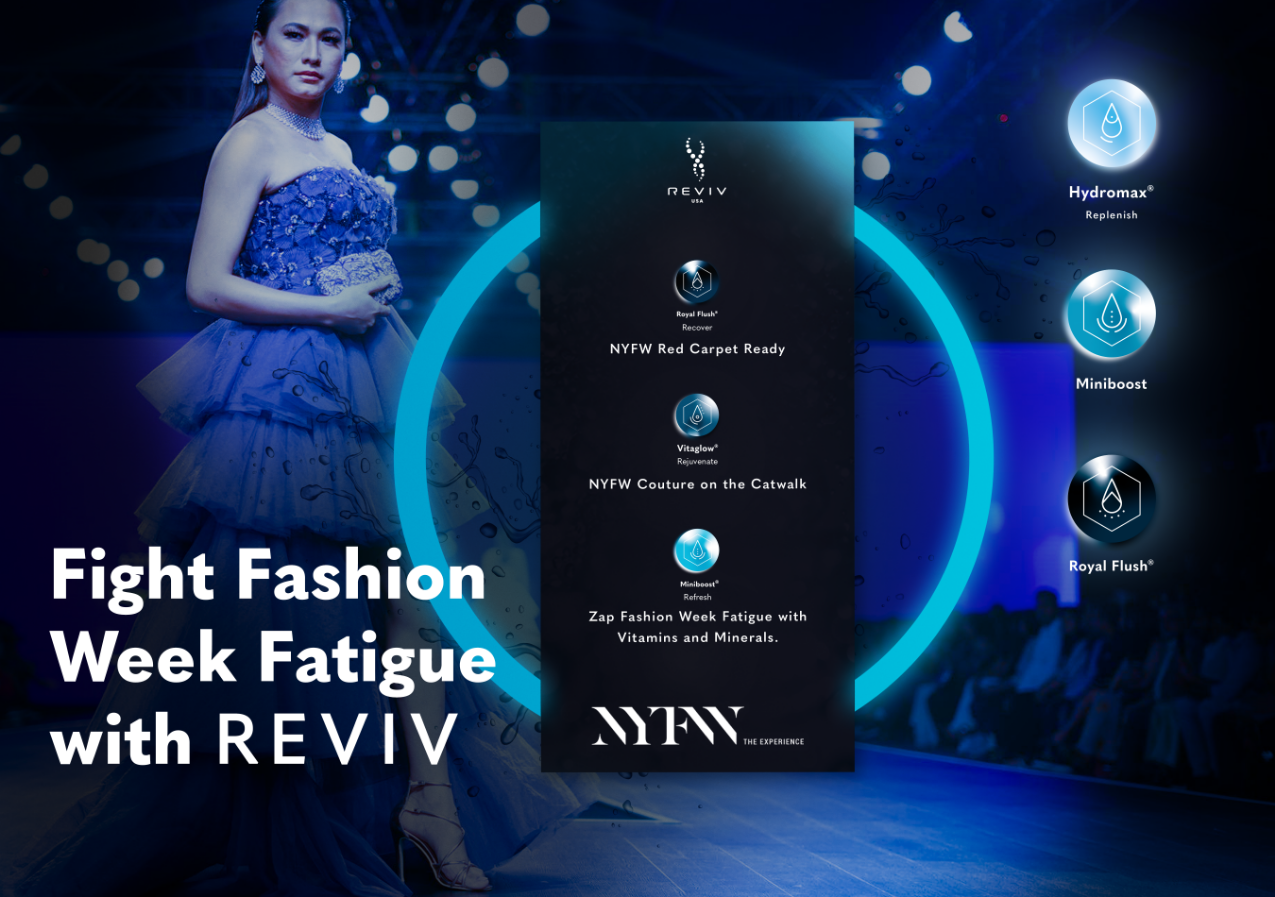 Fight Fashion
Week Fatigue
with REVIV
REVIV
USA
Royal Flush®
Recover
NYFW Red Carpet Ready
Vitaglow®
Rejuvenate
NYFW Couture on the Catwalk
Miniboost®
Refresh
Zap Fashion Week Fatigue with
Vitamins and Minerals.
NYFW THE EXPERIENCE
Hydromax®
Replenish
Miniboost
Royal Flush®